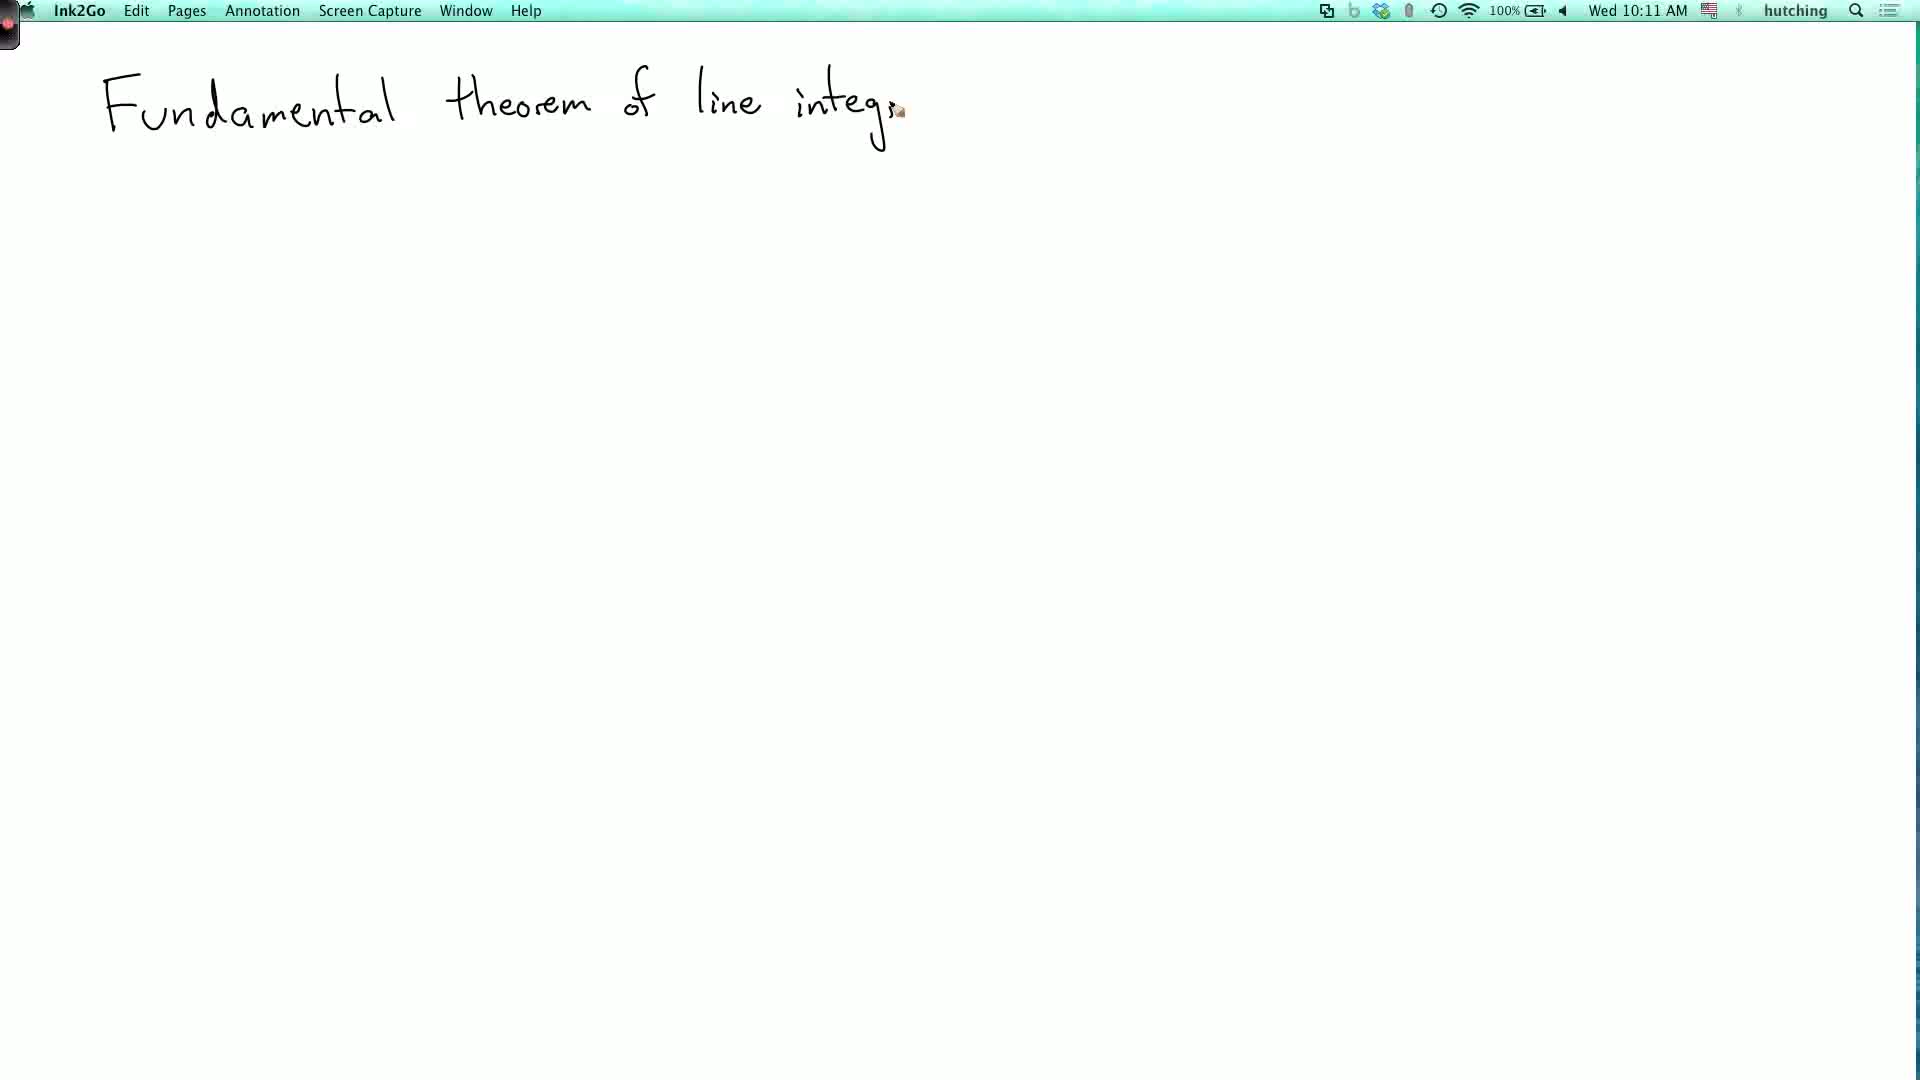 Ink2Go Edit Pages Annotation Screen Capture Window Help 100% Wed 10:11 AM hutching
Fundamental theorem of line integ